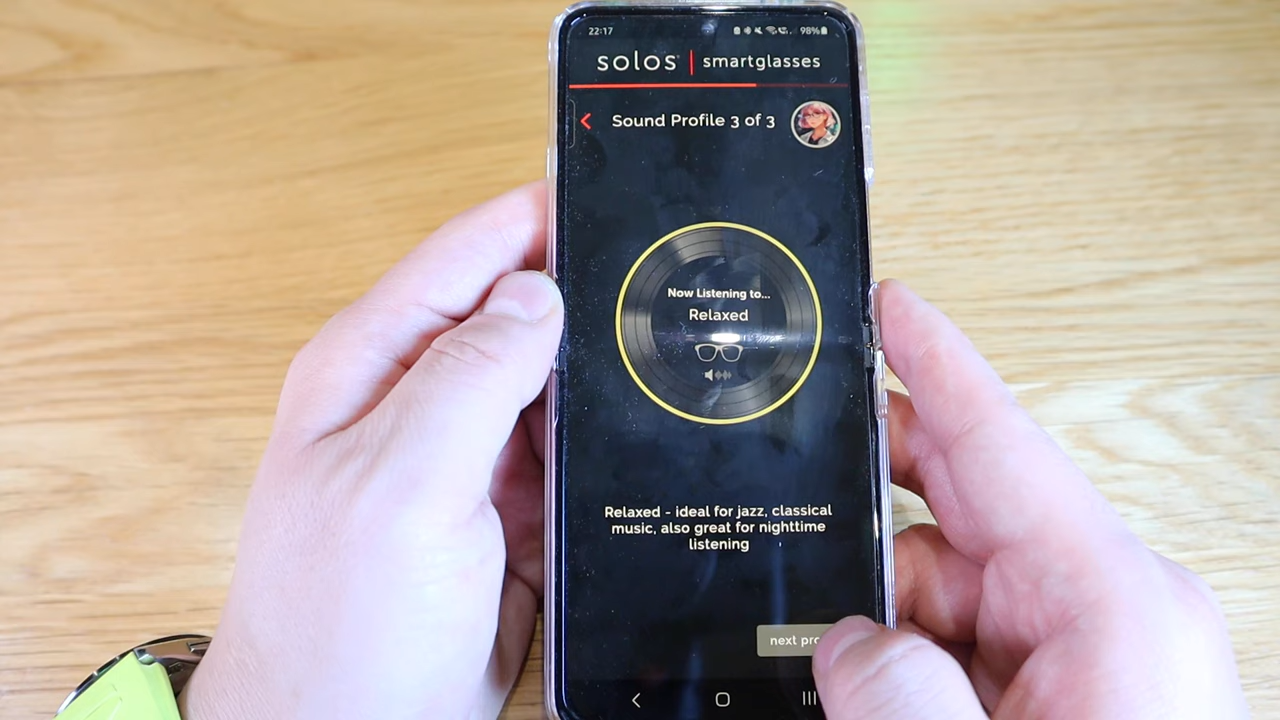 22:17
98%
solos | smartglasses
Sound Profile 3 of 3
Now Listening to...
Relaxed
Relaxed - ideal for jazz, classical
music, also great for nighttime
listening
next